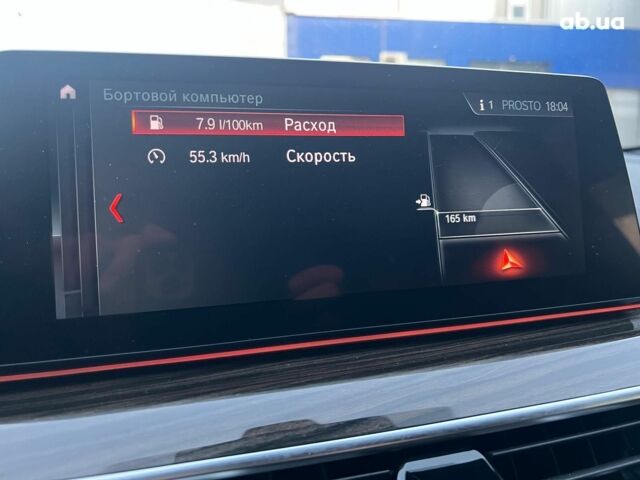 ab.ua
Бортовой компьютер
i 1 PROSTO 18:04
7.9 l/100km Расход
55.3 km/h Скорость
165 km